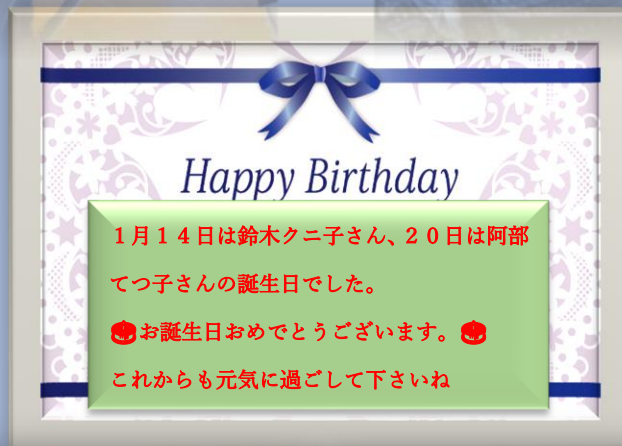 Happy Birthday
１月１４日は鈴木クニ子さん、２０日は阿部
てつ子さんの誕生日でした。
🎂お誕生日おめでとうございます。🎂
これからも元気に過ごして下さいね